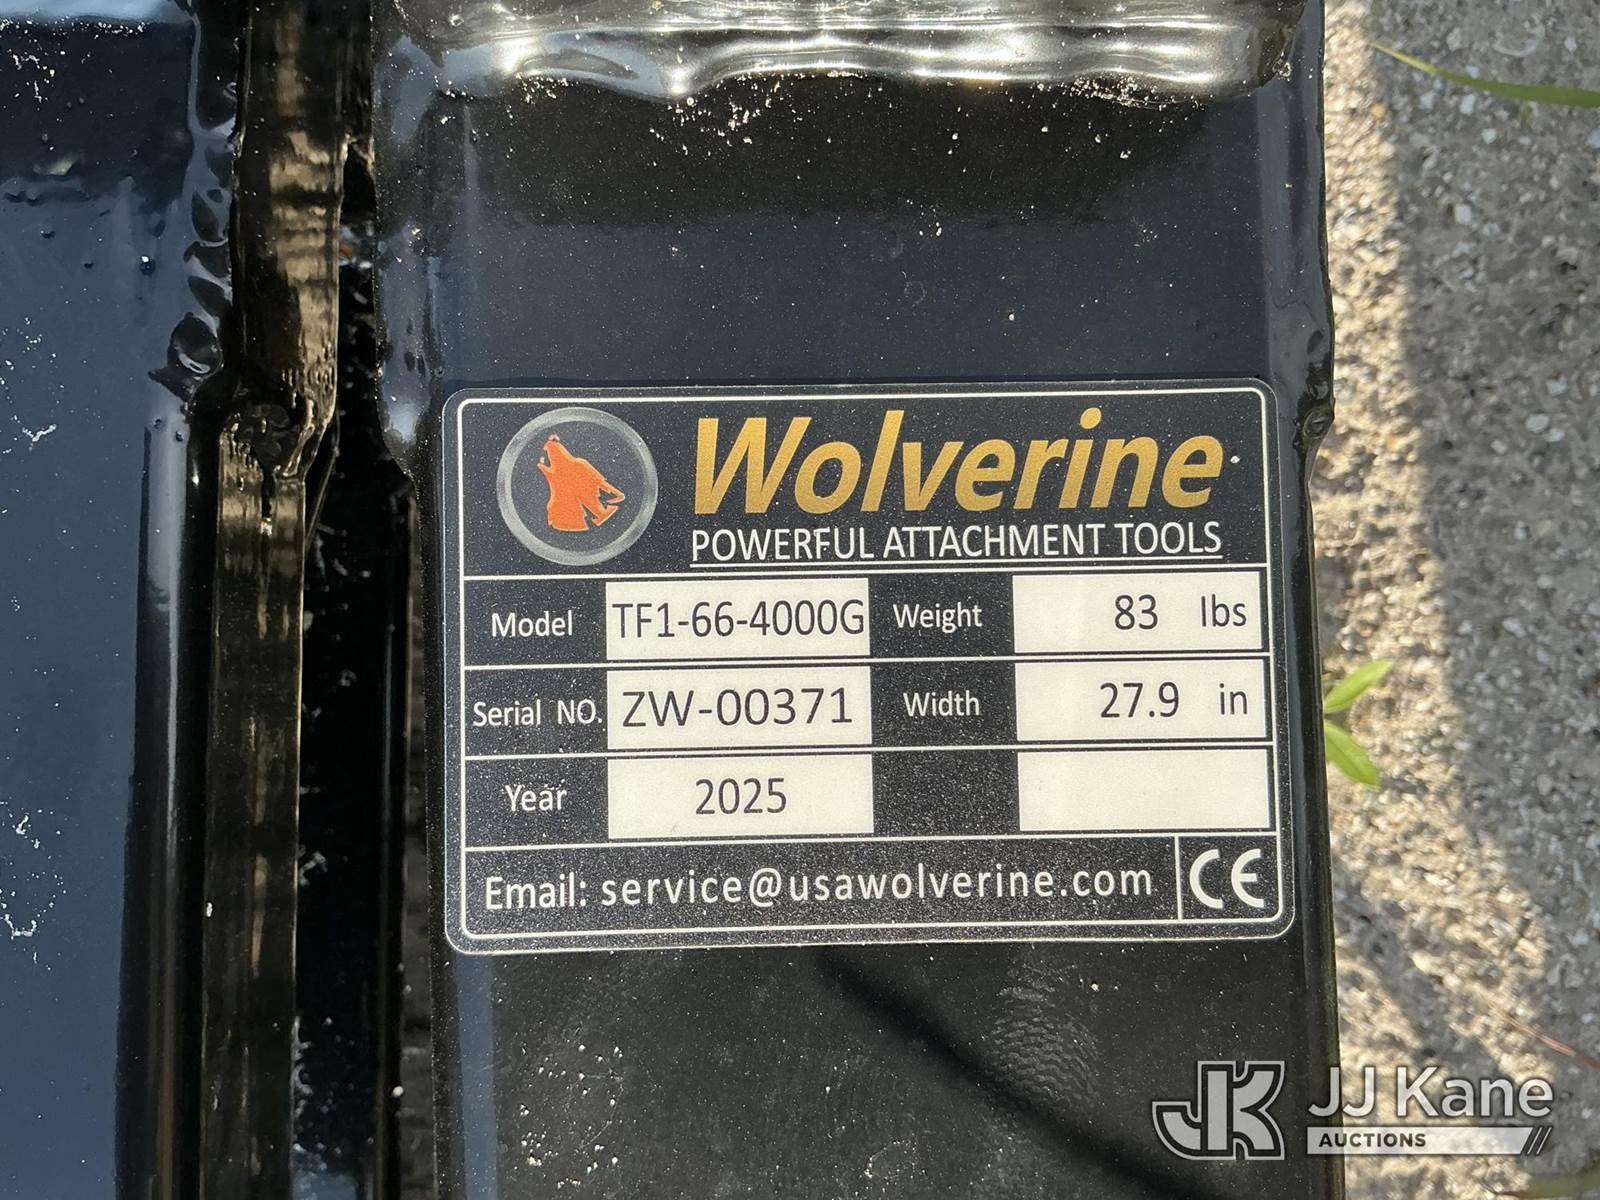 Wolverine
POWERFUL ATTACHMENT TOOLS
Model TF1-66-4000G Weight 83 lbs
Serial NO. ZW-00371 Width 27.9 in
Year 2025
Email: service@usawolverine.com CE
JK JJ Kane
AUCTIONS